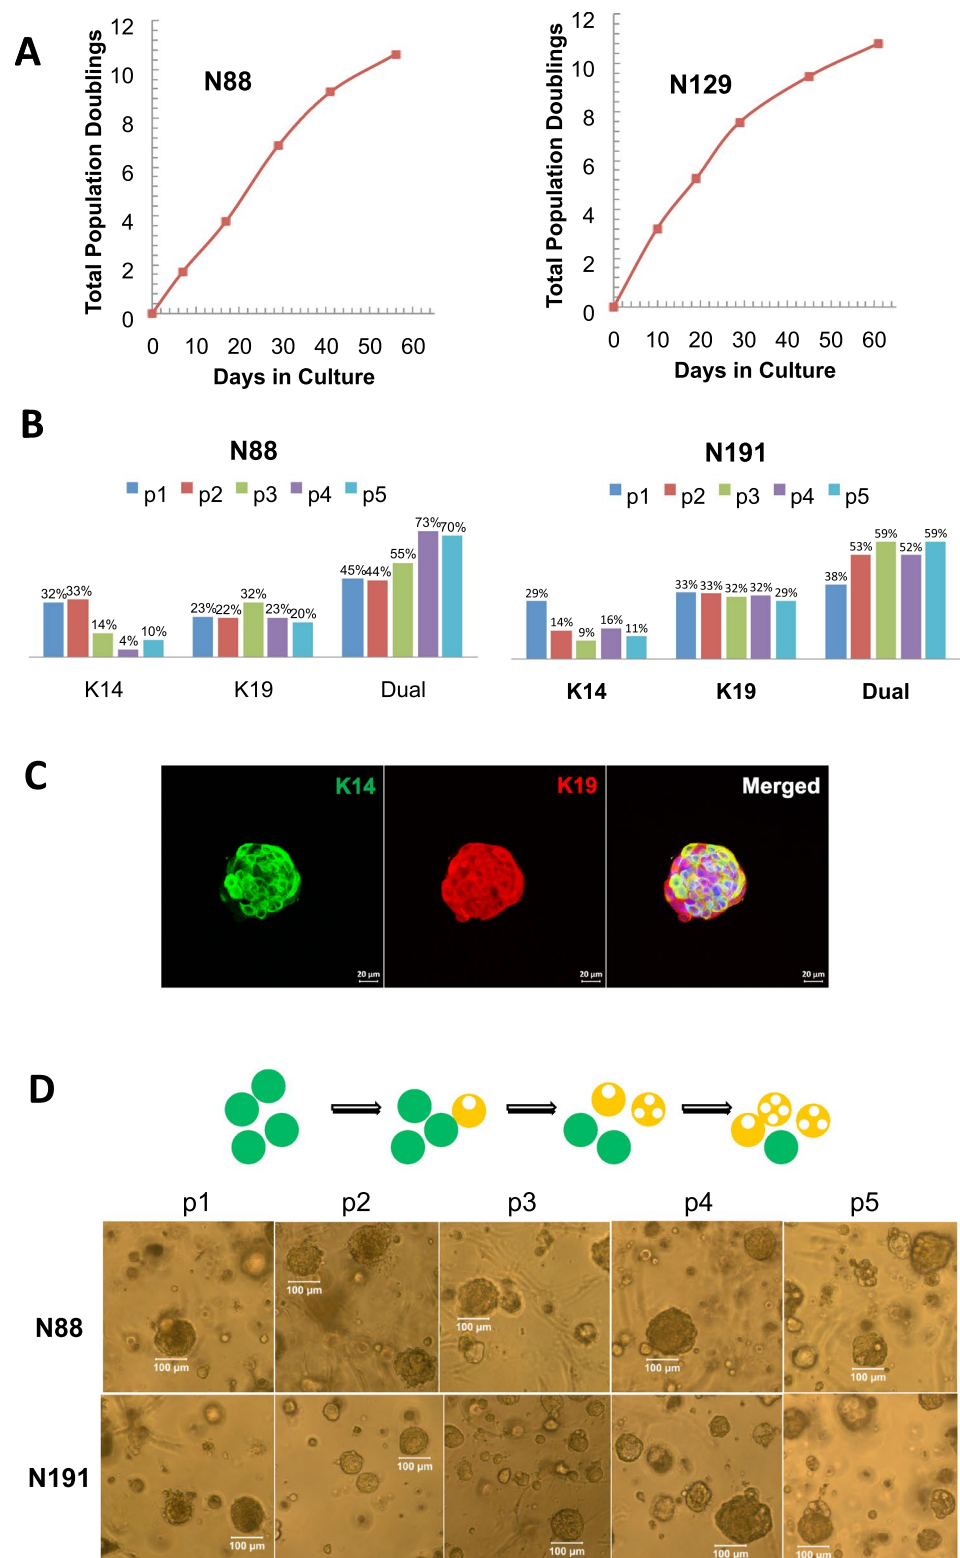 A
N88
Total Population Doublings
12
10
8
6
4
2
0
0 10 20 30 40 50 60
Days in Culture
N129
Total Population Doublings
12
10
8
6
4
2
0
0 10 20 30 40 50 60
Days in Culture
B
N88
p1 p2 p3 p4 p5
32% 33% 14% 4% 10%
23% 22% 32% 23% 20%
45% 44% 55% 73% 70%
K14 K19 Dual
N191
p1 p2 p3 p4 p5
29% 14% 9% 16% 11%
33% 33% 32% 32% 29%
38% 53% 59% 52% 59%
K14 K19 Dual
C
K14 K19 Merged
20 µm 20 µm 20 µm
D
p1 p2 p3 p4 p5
N88
100 µm 100 µm 100 µm 100 µm 100 µm
N191
100 µm 100 µm 100 µm 100 µm 100 µm